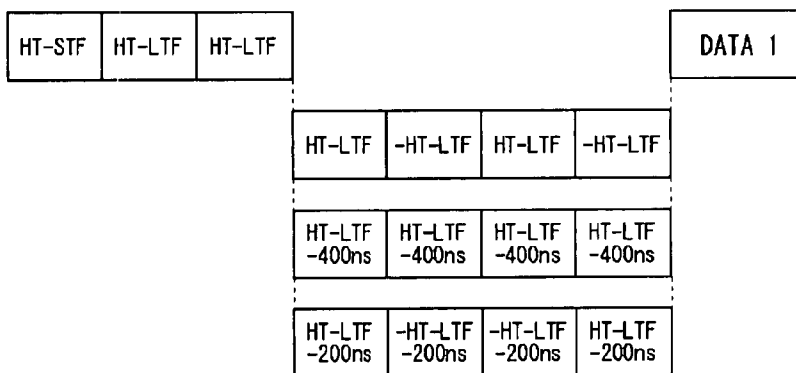 HT-STF HT-LTF HT-LTF DATA 1
HT-LTF -HT-LTF HT-LTF -HT-LTF
HT-LTF HT-LTF HT-LTF HT-LTF
-400ns -400ns -400ns -400ns
HT-LTF -HT-LTF -HT-LTF HT-LTF
-200ns -200ns -200ns -200ns